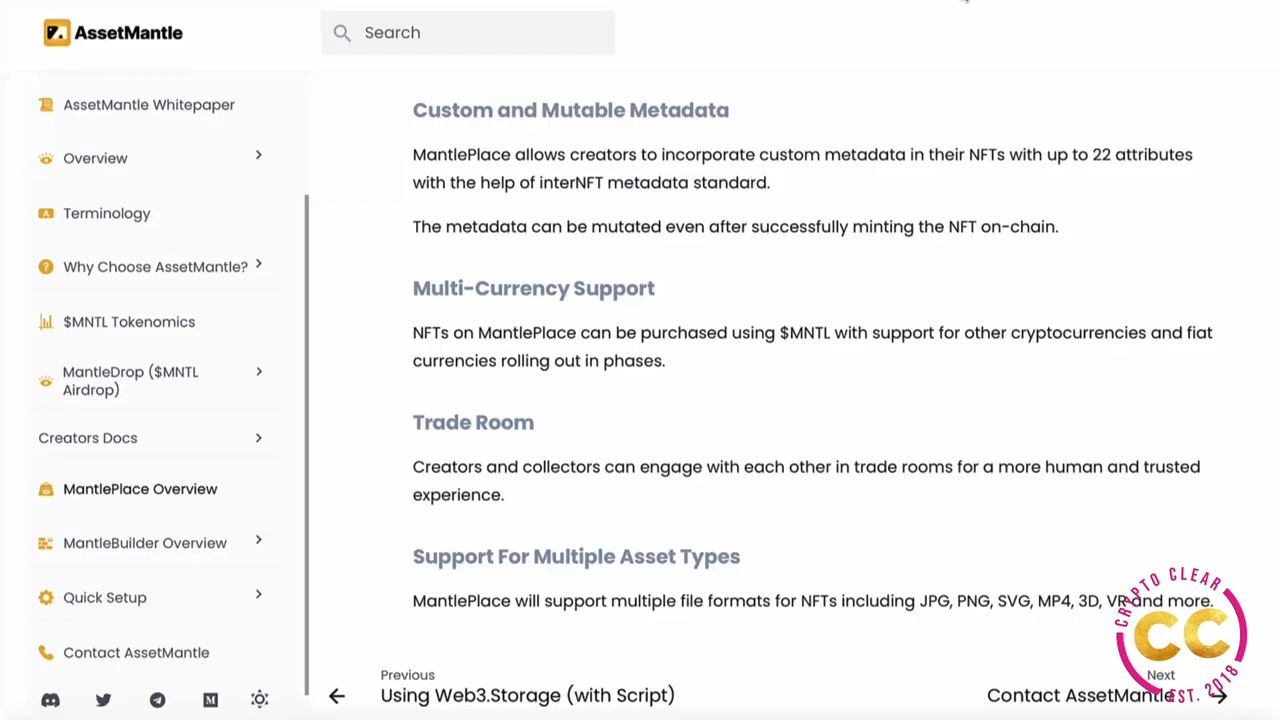 AssetMantle
Search
AssetMantle Whitepaper
Overview
Terminology
Why Choose AssetMantle?
$MNTL Tokenomics
MantleDrop ($MNTL
Airdrop)
Creators Docs
MantlePlace Overview
MantleBuilder Overview
Quick Setup
Contact AssetMantle
Custom and Mutable Metadata
MantlePlace allows creators to incorporate custom metadata in their NFTs with up to 22 attributes
with the help of interNFT metadata standard.
The metadata can be mutated even after successfully minting the NFT on-chain.
Multi-Currency Support
NFTs on MantlePlace can be purchased using $MNTL with support for other cryptocurrencies and fiat
currencies rolling out in phases.
Trade Room
Creators and collectors can engage with each other in trade rooms for a more human and trusted
experience.
Support For Multiple Asset Types
MantlePlace will support multiple file formats for NFTs including JPG, PNG, SVG, MP4, 3D, VR and more.
Previous
Using Web3.Storage (with Script)
Next
Contact AssetMantle
CRYPTO CLEAR
CC
EST. 2018